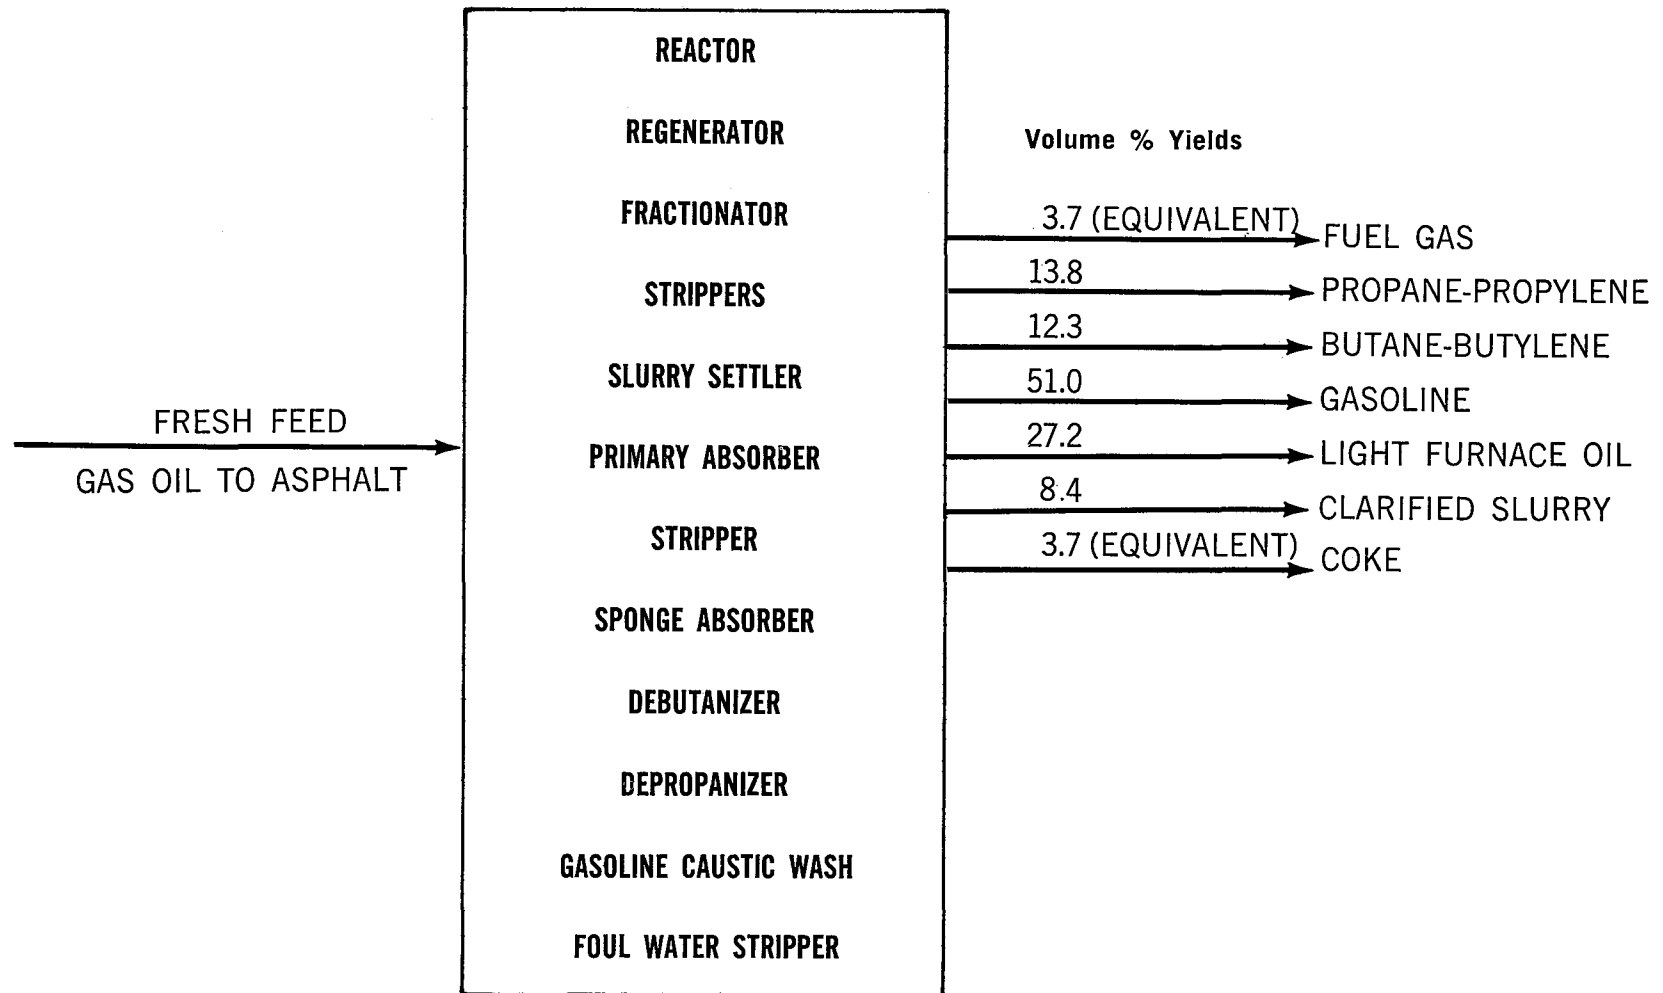 REACTOR
REGENERATOR
FRACTIONATOR
STRIPPERS
SLURRY SETTLER
PRIMARY ABSORBER
STRIPPER
SPONGE ABSORBER
DEBUTANIZER
DEPROPANIZER
GASOLINE CAUSTIC WASH
FOUL WATER STRIPPER
FRESH FEED
GAS OIL TO ASPHALT
Volume % Yields
3.7 (EQUIVALENT) FUEL GAS
13.8 PROPANE-PROPYLENE
12.3 BUTANE-BUTYLENE
51.0 GASOLINE
27.2 LIGHT FURNACE OIL
8.4 CLARIFIED SLURRY
3.7 (EQUIVALENT) COKE